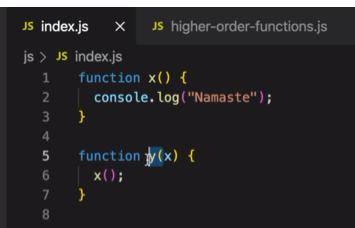 JS index.js × JS higher-order-functions.js
js > JS index.js
1 function x() {
2   console.log("Namaste");
3 }
4
5 function y(x) {
6   x();
7 }
8